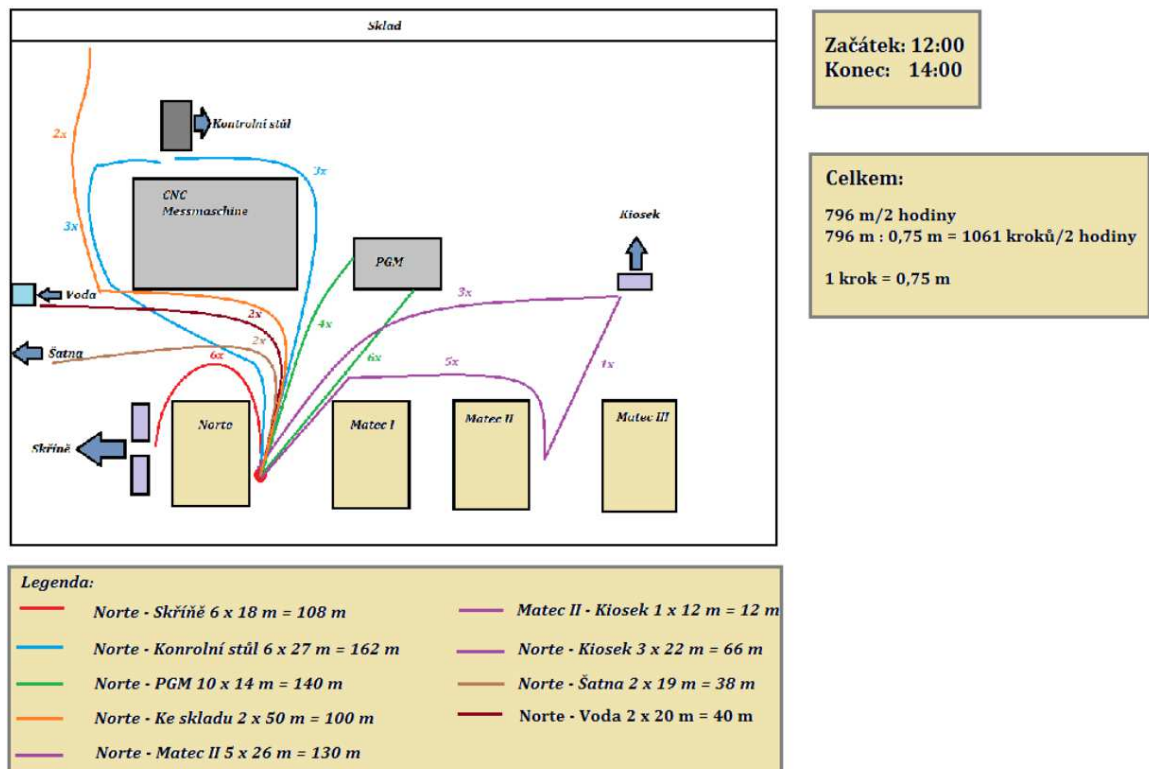 Sklad
Začátek: 12:00
Konec: 14:00
2x
Kontrolní stůl
3x
CNC
Messmaschine
Celkem:
796 m/2 hodiny
796 m : 0,75 m = 1061 kroků/2 hodiny
1 krok = 0,75 m
3x
Kiosek
PGM
Voda
3x
2x
4x
2x
Šatna
6x
6x
5x
1x
Norte
Matec I
Matec II
Matec III
Skříně
Legenda:
Norte - Skříňě 6 x 18 m = 108 m
Norte - Konrolní stůl 6 x 27 m = 162 m
Norte - PGM 10 x 14 m = 140 m
Norte - Ke skladu 2 x 50 m = 100 m
Norte - Matec II 5 x 26 m = 130 m
Matec II - Kiosek 1 x 12 m = 12 m
Norte - Kiosek 3 x 22 m = 66 m
Norte - Šatna 2 x 19 m = 38 m
Norte - Voda 2 x 20 m = 40 m